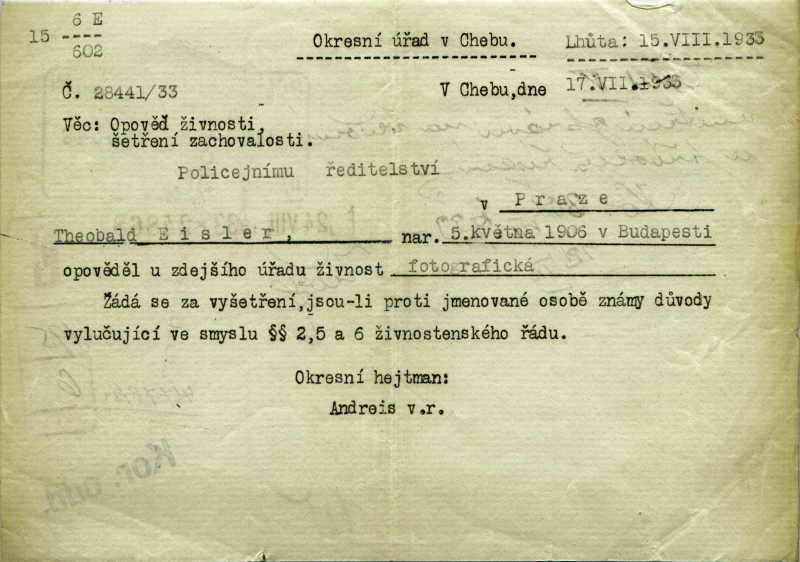 15 6 E
602
Okresní úřad v Chebu.
Lhůta: 15.VIII.1933
Č. 28441/33
V Chebu,dne 17.VII.1933
Věc: Opověď živnosti,
šetření zachovalosti.
Policejnímu ředitelství
v Praze
Theobald Eisler, nar. 5.května 1906 v Budapesti
opověděl u zdejšího úřadu živnost fotografická
Žádá se za vyšetření,jsou-li proti jmenované osobě známy důvody
vylučující ve smyslu §§ 2,5 a 6 živnostenského řádu.
Okresní hejtman:
Andreis v.r.
Kor. odd.